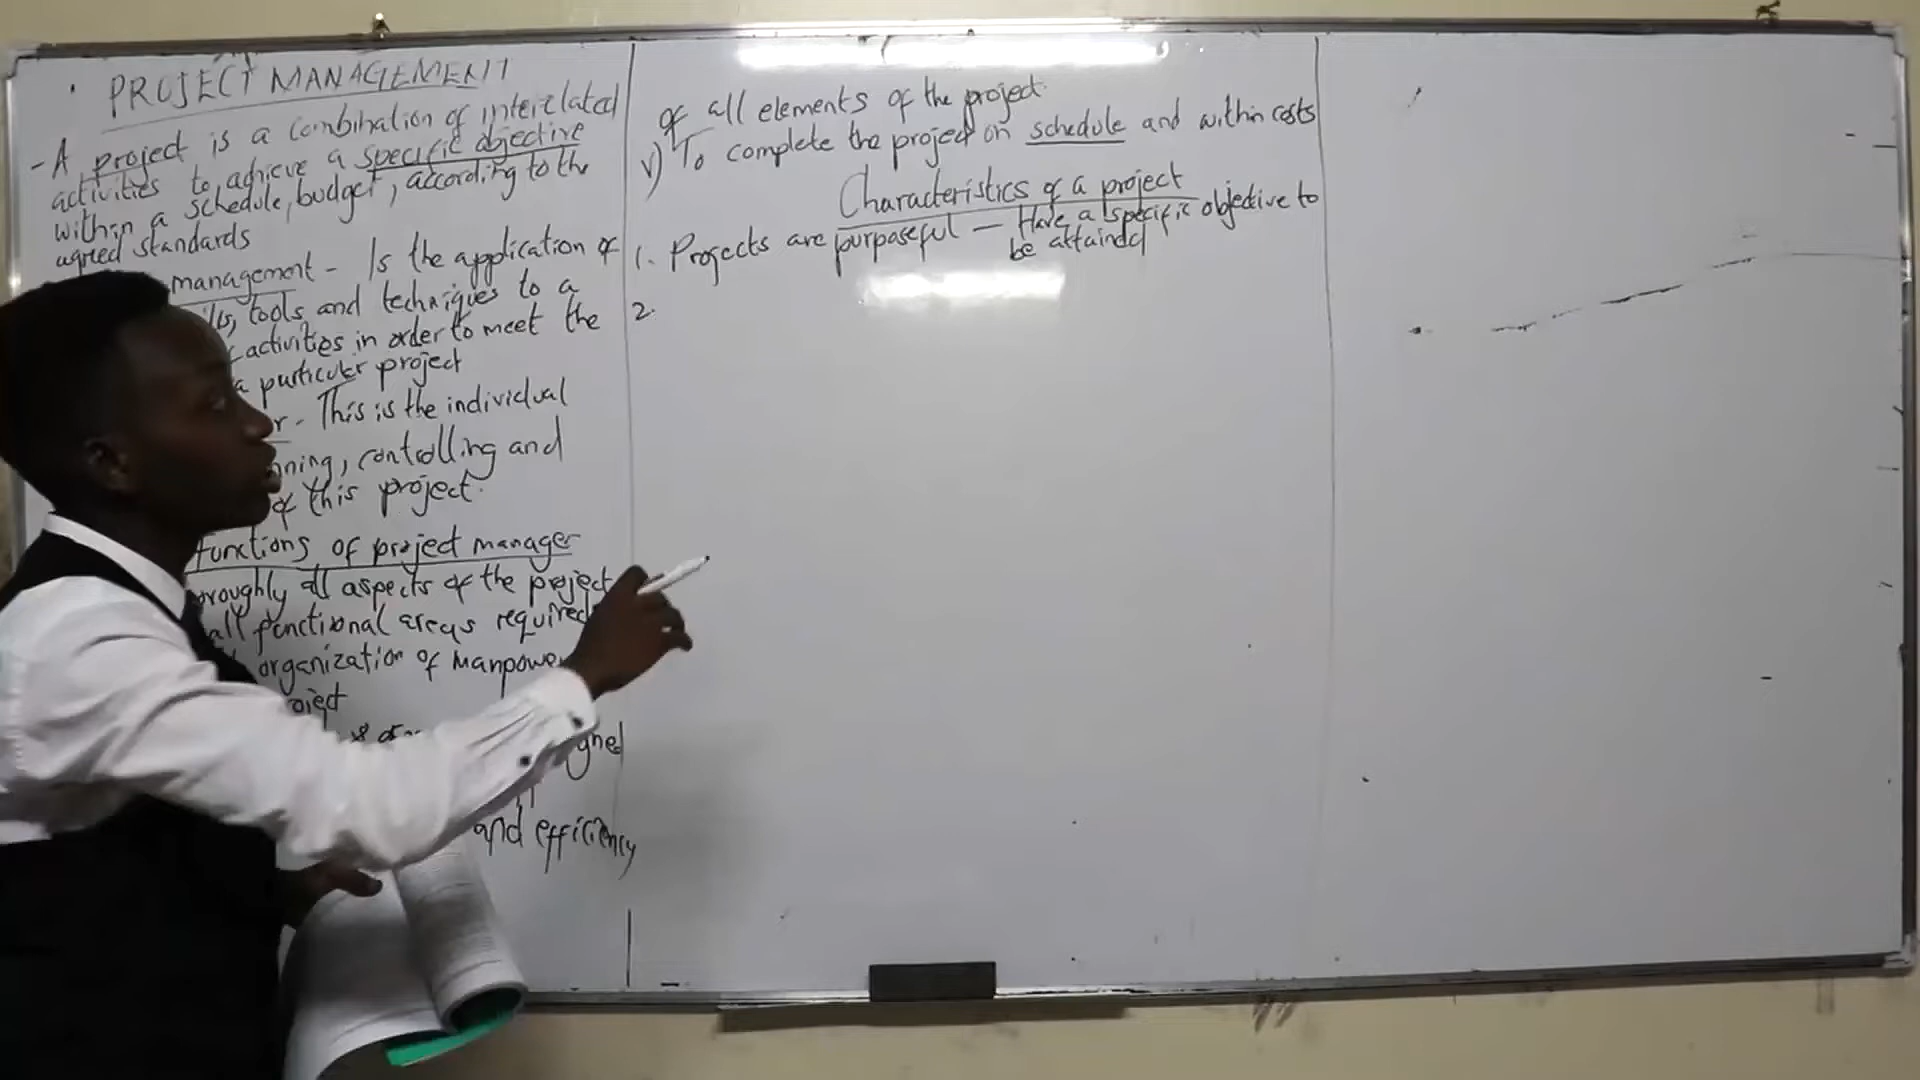 PROJECT MANAGEMENT
- A project is a combination of interrelated
activities to achieve a specific objective
within a schedule, budget, according to the
agreed standards
management - Is the application of
tools and techniques to a
activities in order to meet the
a particular project
This is the individual
controlling and
of this project.
functions of project manager
all aspects of the project
all functional areas required
organization of manpower
and efficiency
of all elements of the project.
v) To complete the project on schedule and within costs
Characteristics of a project
1. Projects are purposeful — Have a specific objective to
be attained
2.